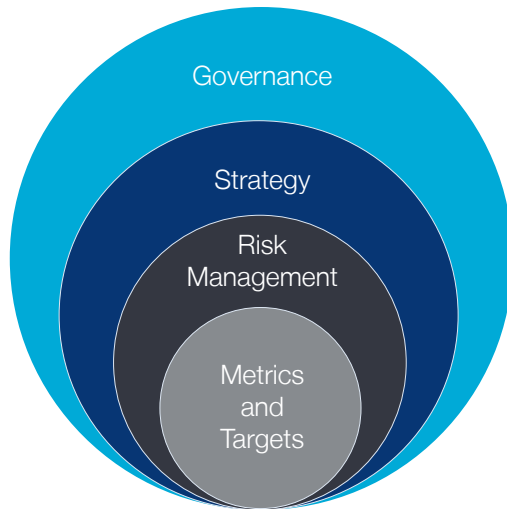 Governance
Strategy
Risk
Management
Metrics
and
Targets